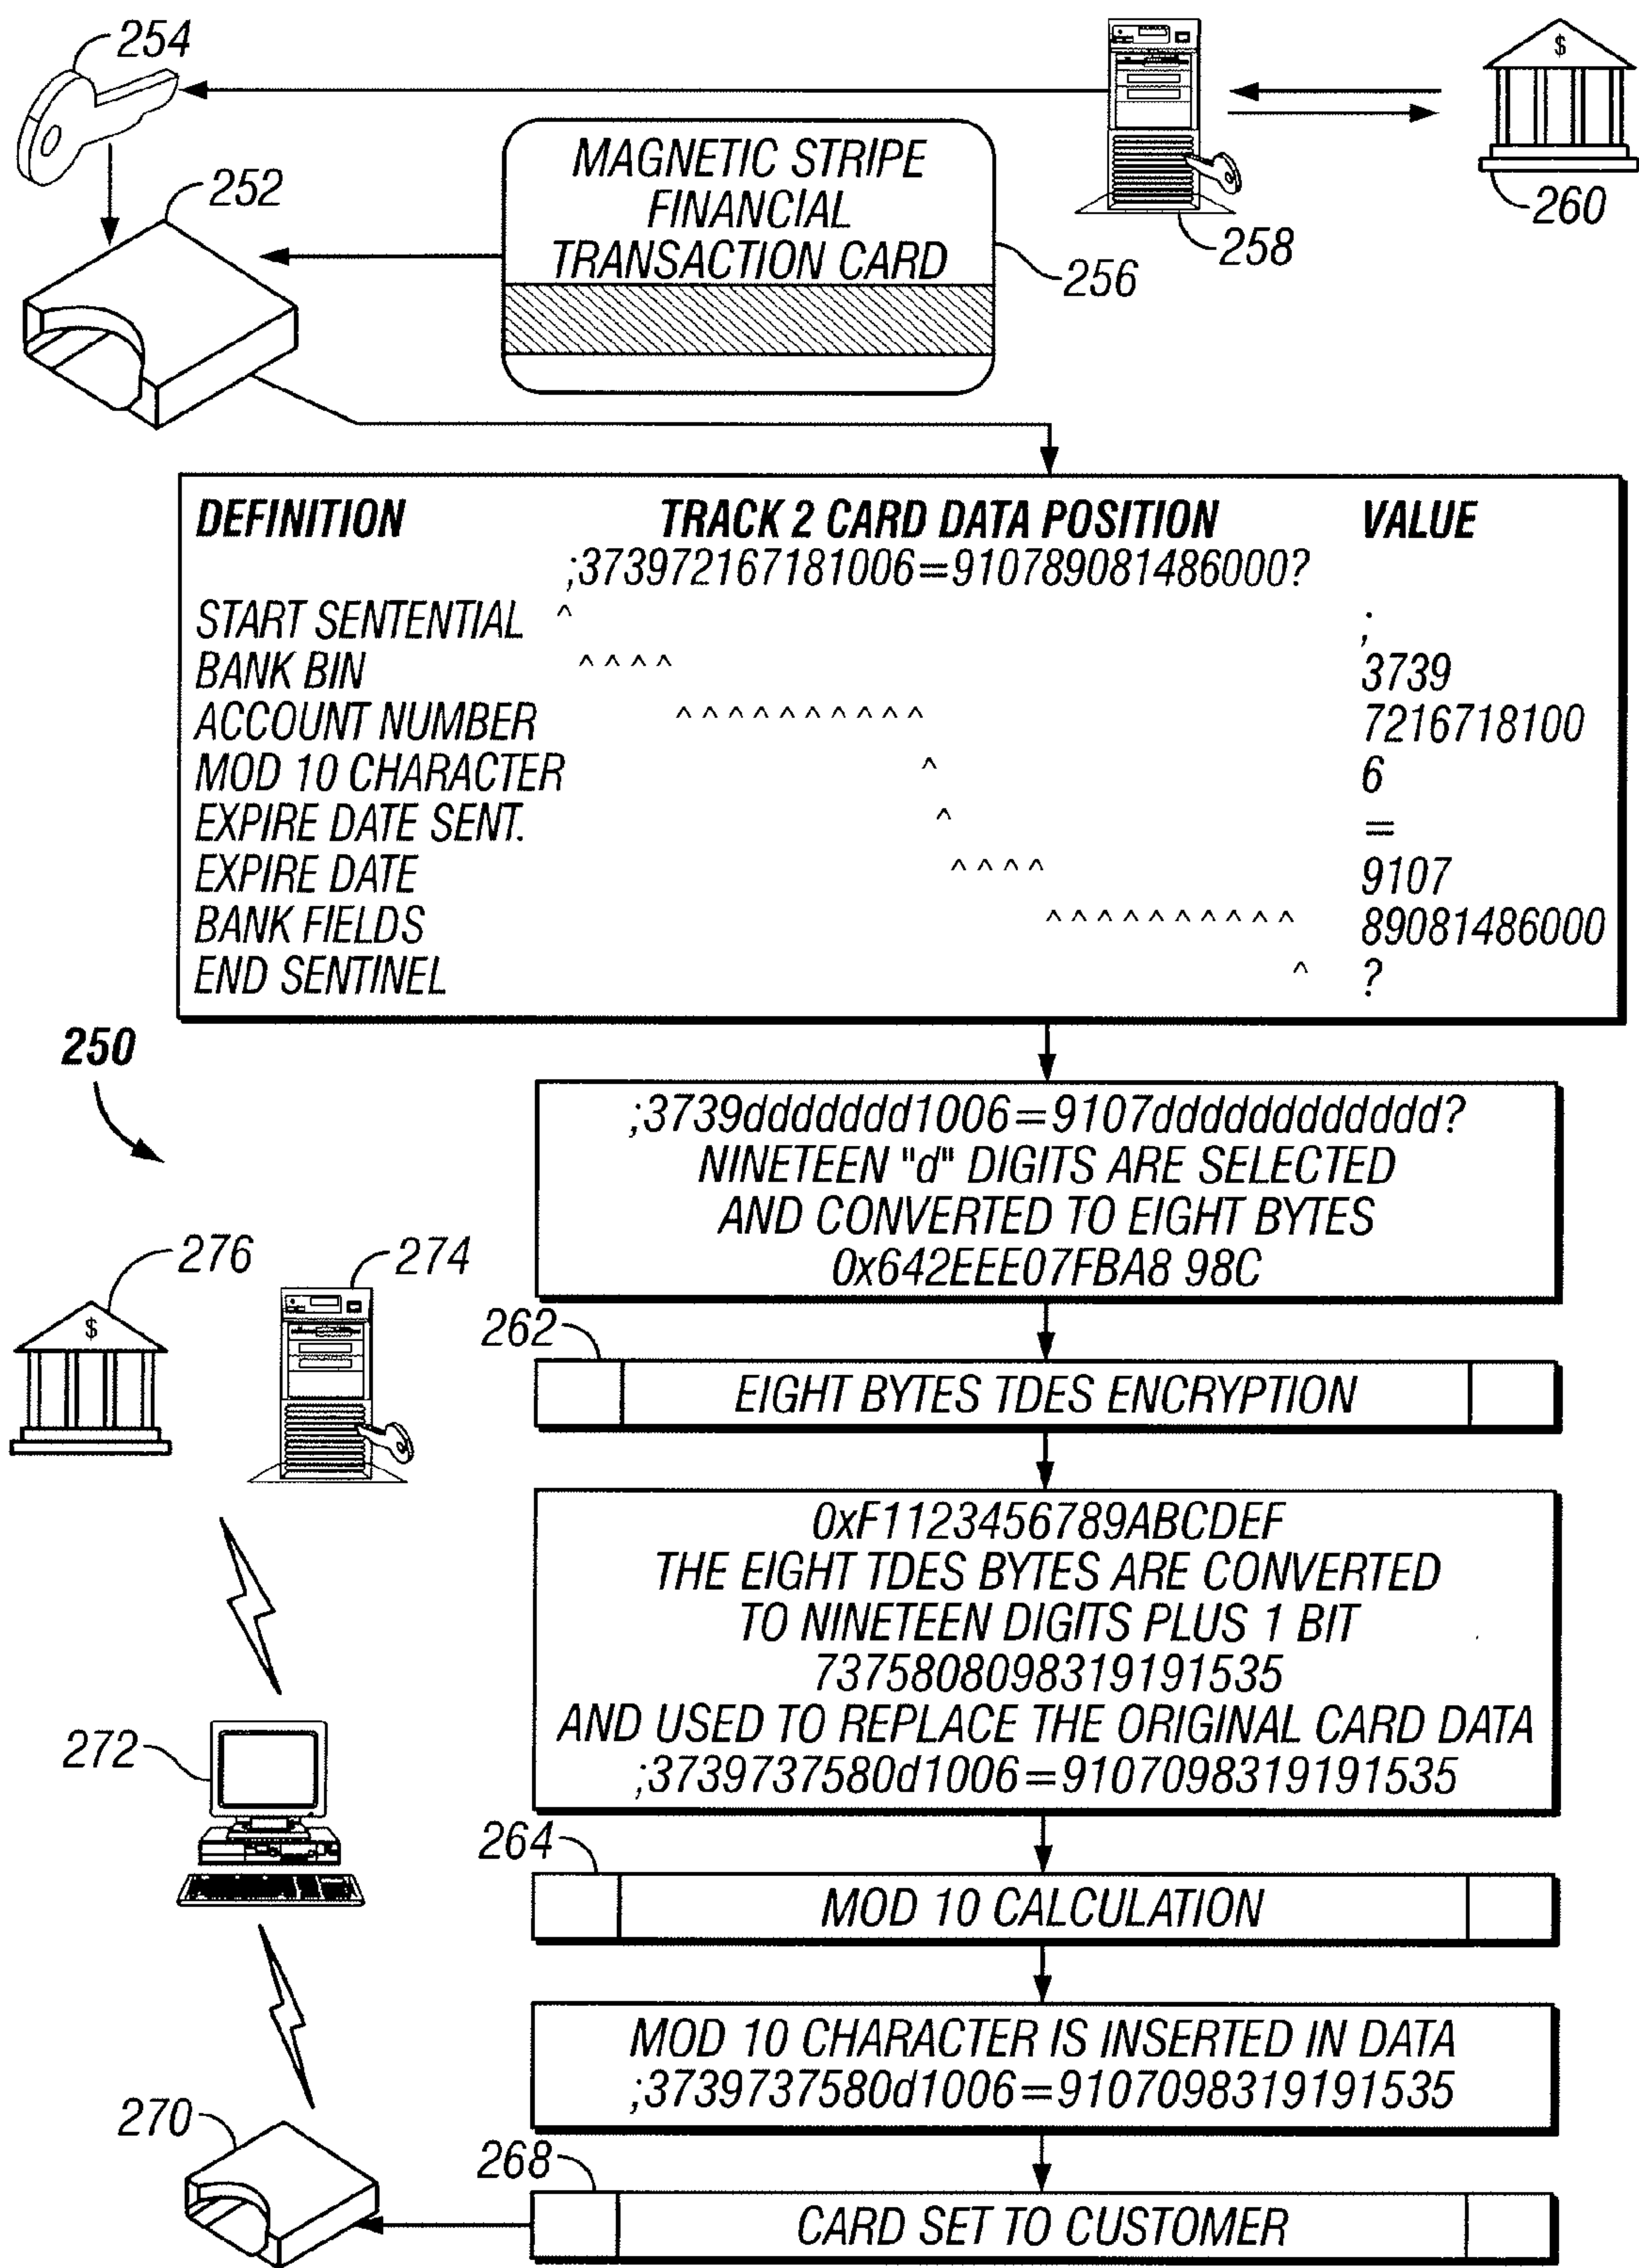 254
$
252
MAGNETIC STRIPE
FINANCIAL
TRANSACTION CARD
260
258
256
DEFINITION TRACK 2 CARD DATA POSITION VALUE
;373972167181006=910789081486000?
START SENTENTIAL ^ ;
BANK BIN ^^^^ 3739
ACCOUNT NUMBER ^^^^^^^^^^ 7216718100
MOD 10 CHARACTER ^ 6
EXPIRE DATE SENT. ^ =
EXPIRE DATE ^^^^ 9107
BANK FIELDS ^^^^^^^^^^ 89081486000
END SENTINEL ^ ?
250
;3739ddddddd1006=9107dddddddddddd?
NINETEEN "d" DIGITS ARE SELECTED
AND CONVERTED TO EIGHT BYTES
0x642EEE07FBA8 98C
276
274
$
262
EIGHT BYTES TDES ENCRYPTION
0xF1123456789ABCDEF
THE EIGHT TDES BYTES ARE CONVERTED
TO NINETEEN DIGITS PLUS 1 BIT
7375808098319191535
AND USED TO REPLACE THE ORIGINAL CARD DATA
;3739737580d1006=9107098319191535
272
264
MOD 10 CALCULATION
MOD 10 CHARACTER IS INSERTED IN DATA
;3739737580d1006=9107098319191535
270
268
CARD SET TO CUSTOMER